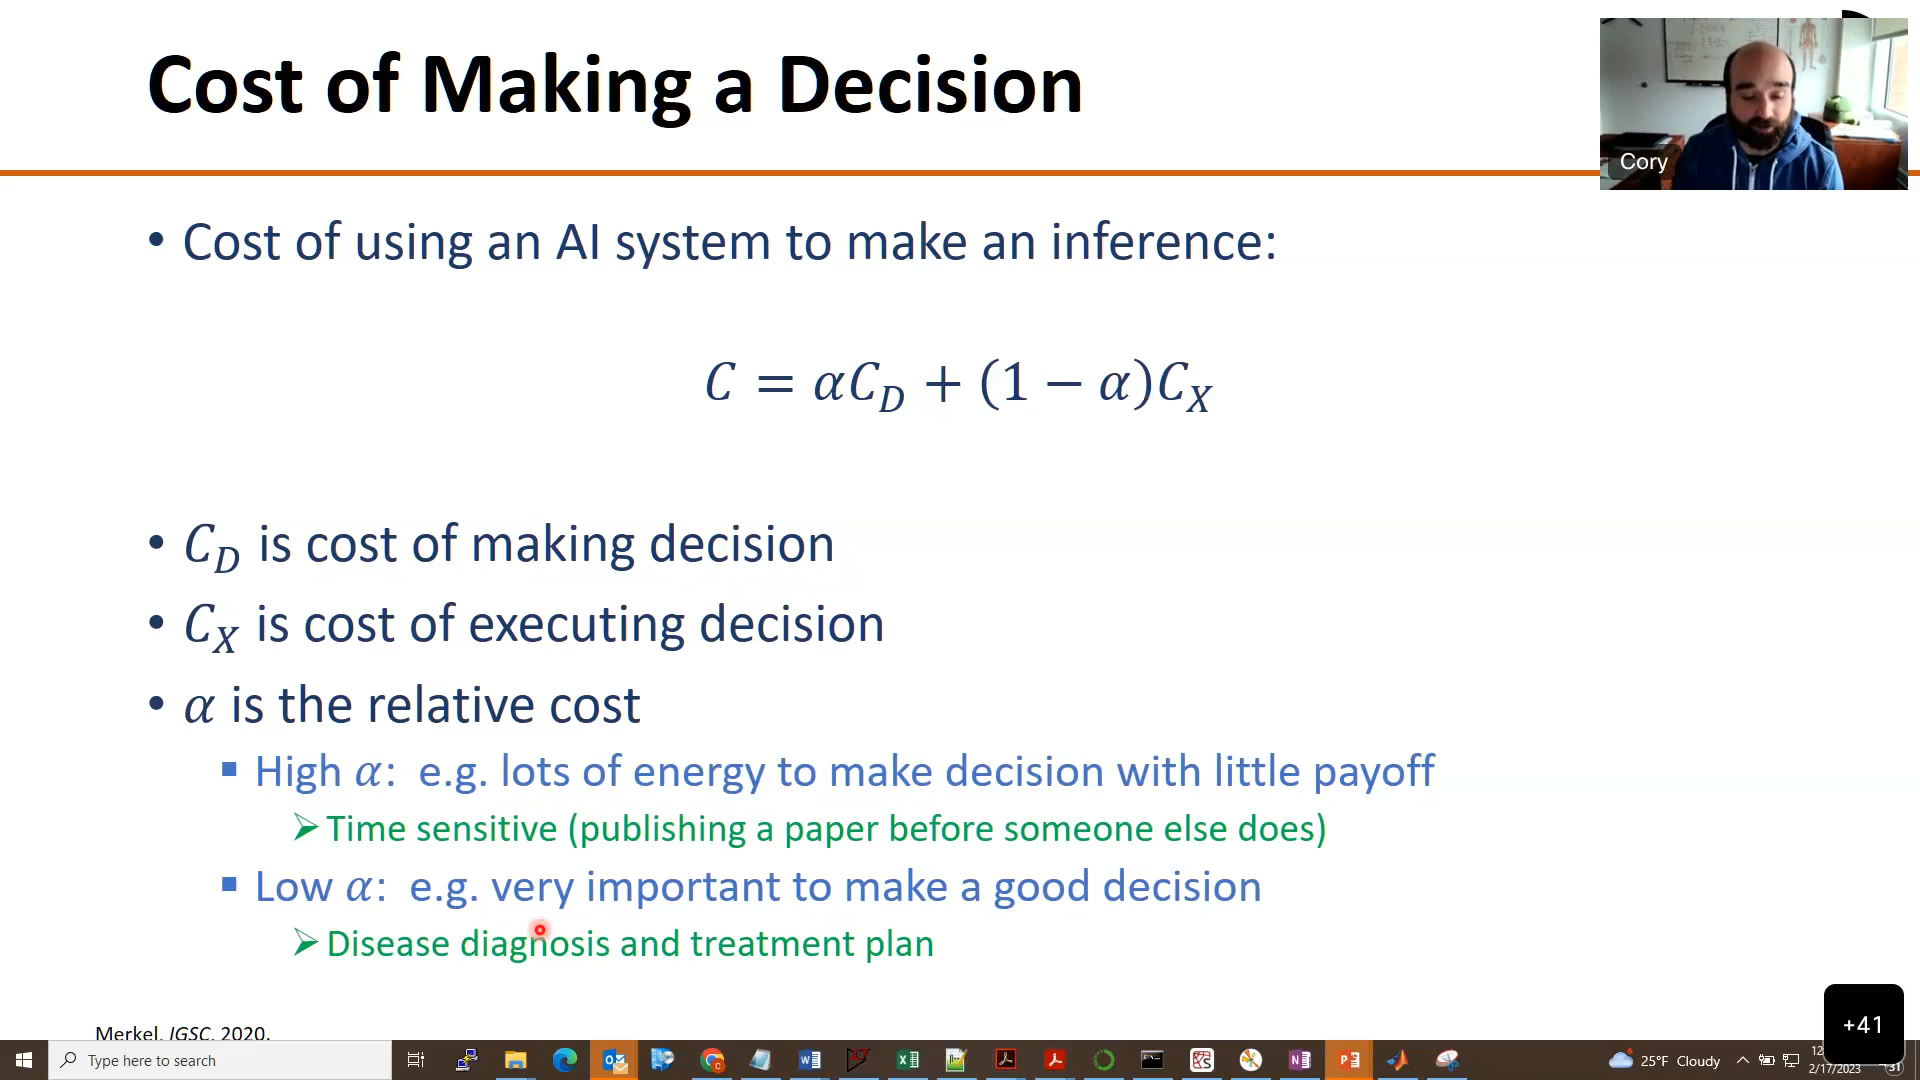 Cost of Making a Decision
Cory
• Cost of using an AI system to make an inference:
C = αC_D + (1 − α)C_X
• C_D is cost of making decision
• C_X is cost of executing decision
• α is the relative cost
▪ High α: e.g. lots of energy to make decision with little payoff
➢ Time sensitive (publishing a paper before someone else does)
▪ Low α: e.g. very important to make a good decision
➢ Disease diagnosis and treatment plan
Merkel, IGSC, 2020.
+41
Type here to search
25°F Cloudy
2/17/2023